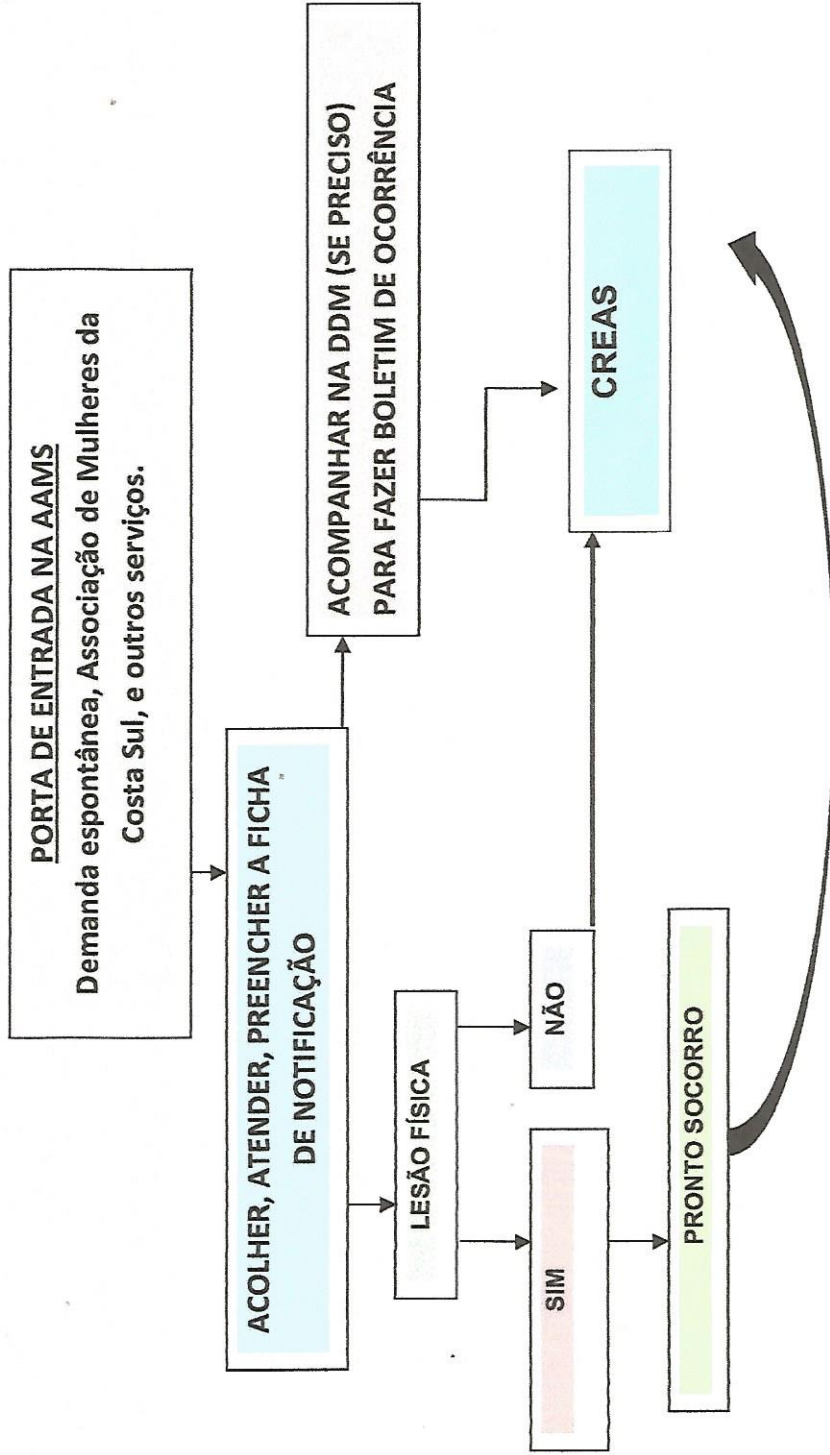 PORTA DE ENTRADA NA AAMS
Demanda espontânea, Associação de Mulheres da
Costa Sul, e outros serviços.
ACOLHER, ATENDER, PREENCHER A FICHA
DE NOTIFICAÇÃO
ACOMPANHAR NA DDM (SE PRECISO)
PARA FAZER BOLETIM DE OCORRÊNCIA
LESÃO FÍSICA
SIM
NÃO
CREAS
PRONTO SOCORRO